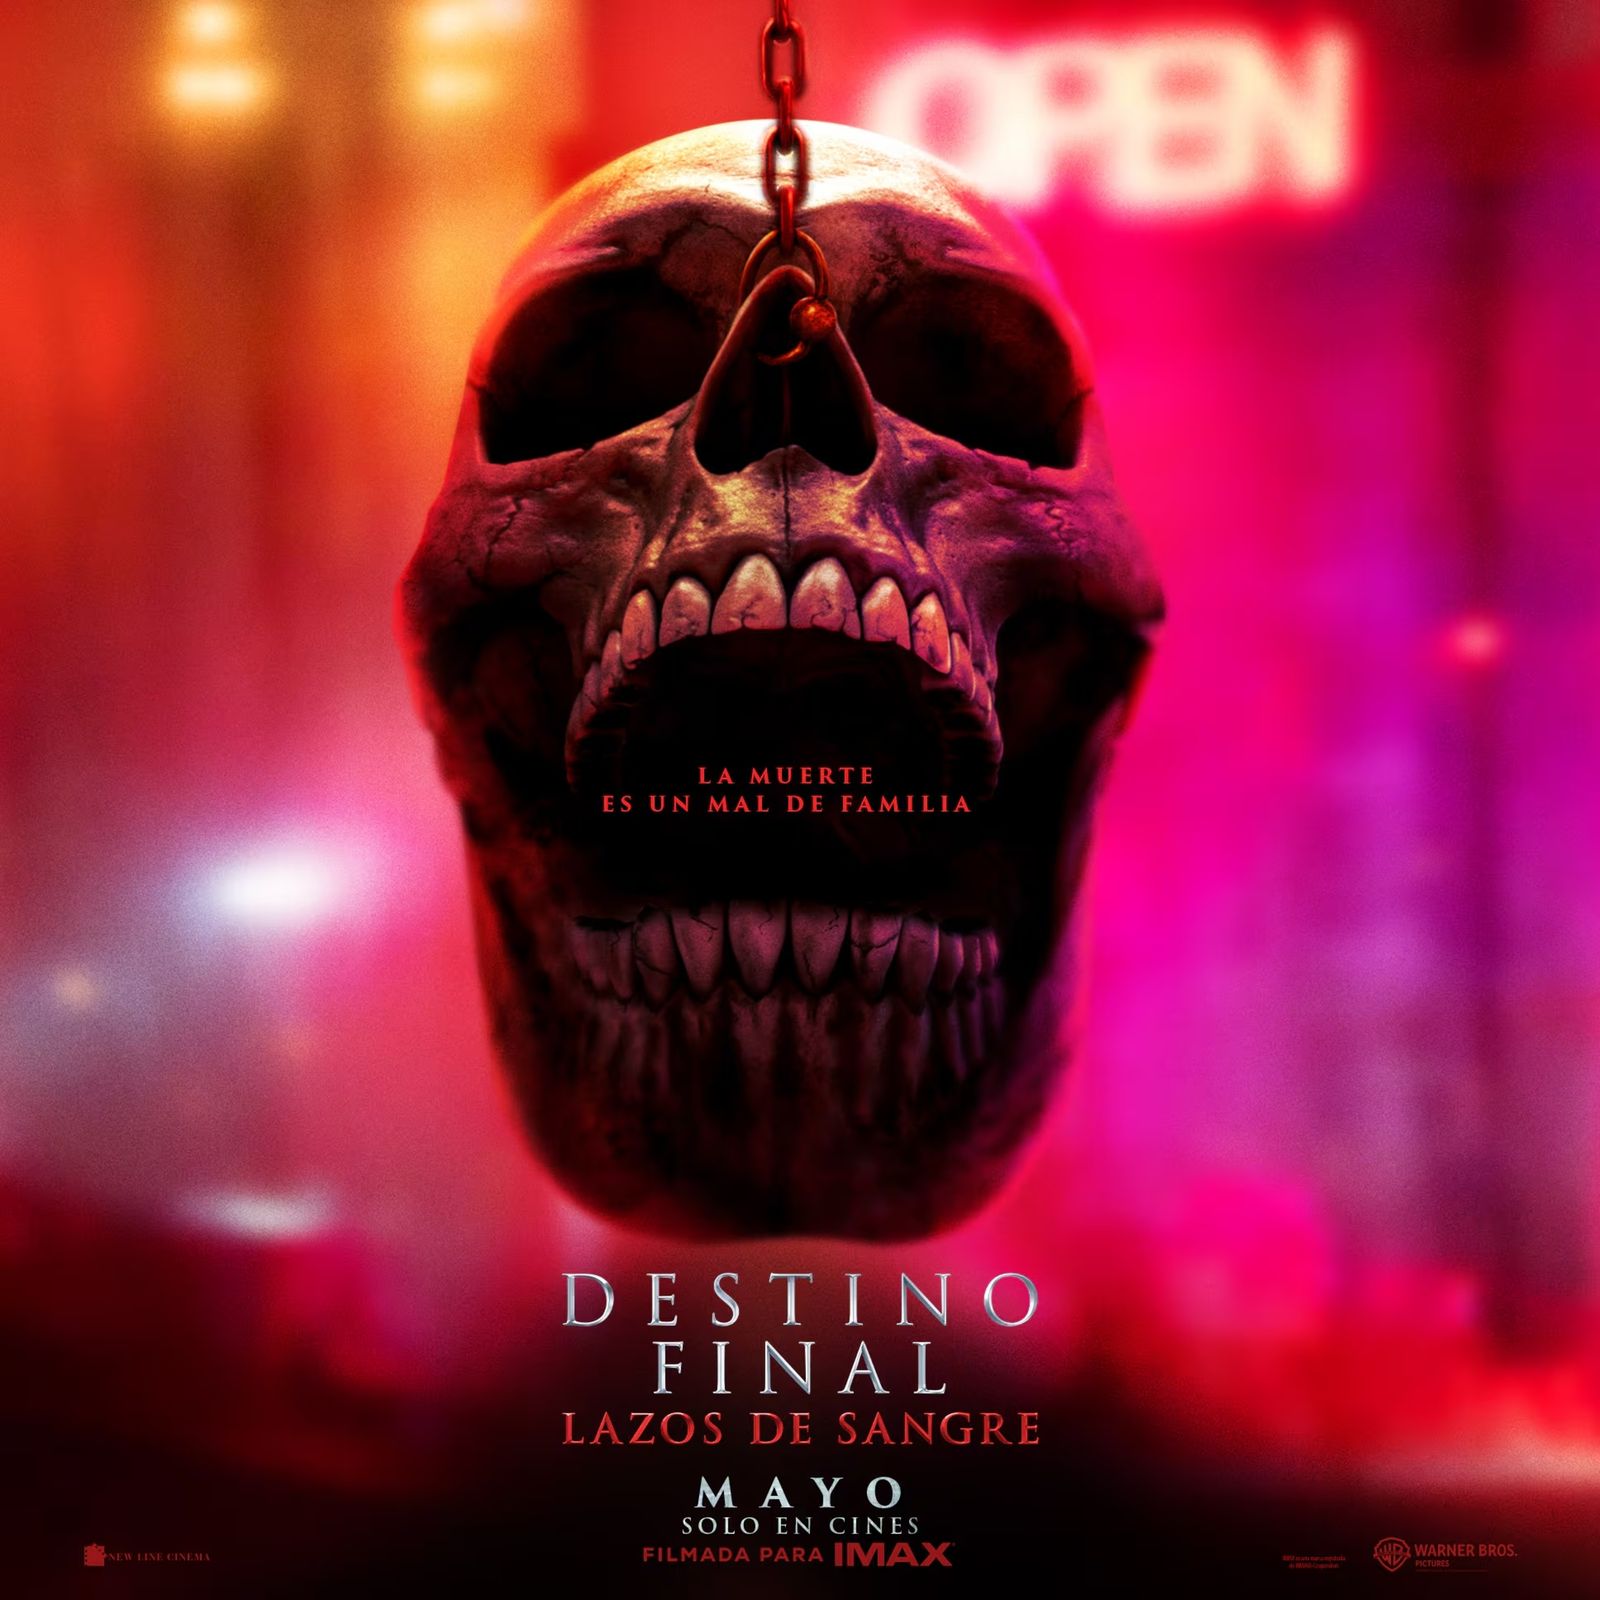 OPEN
LA MUERTE
ES UN MAL DE FAMILIA
DESTINO
FINAL
LAZOS DE SANGRE
MAYO
SOLO EN CINES
FILMADA PARA IMAX
NEW LINE CINEMA
WB
WARNER BROS.
PICTURES